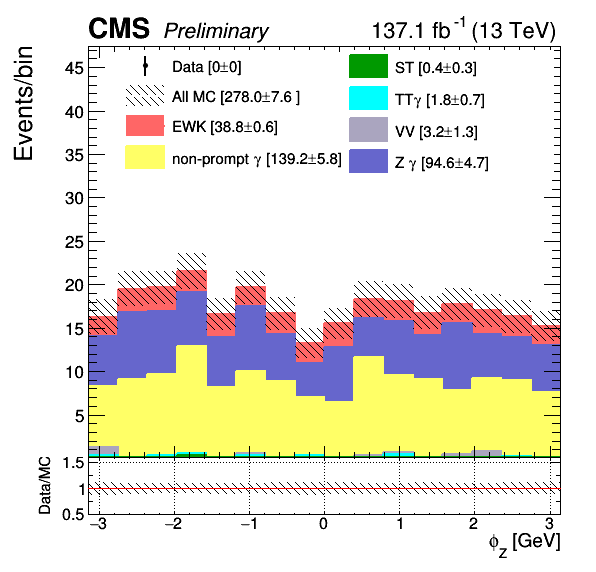 CMS Preliminary 137.1 fb⁻¹ (13 TeV)
Events/bin
45
40
35
30
25
20
15
10
5
Data [0±0]
All MC [278.0±7.6 ]
EWK [38.8±0.6]
non-prompt γ [139.2±5.8]
ST [0.4±0.3]
TTγ [1.8±0.7]
VV [3.2±1.3]
Z γ [94.6±4.7]
Data/MC
1.5
1
0.5
−3 −2 −1 0 1 2 3
ϕ_Z [GeV]